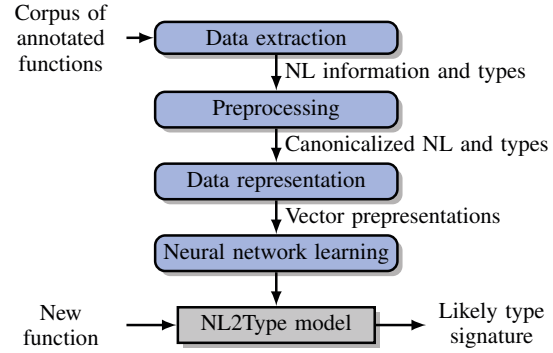 Corpus of
annotated
functions
Data extraction
NL information and types
Preprocessing
Canonicalized NL and types
Data representation
Vector prepresentations
Neural network learning
New
function
NL2Type model
Likely type
signature